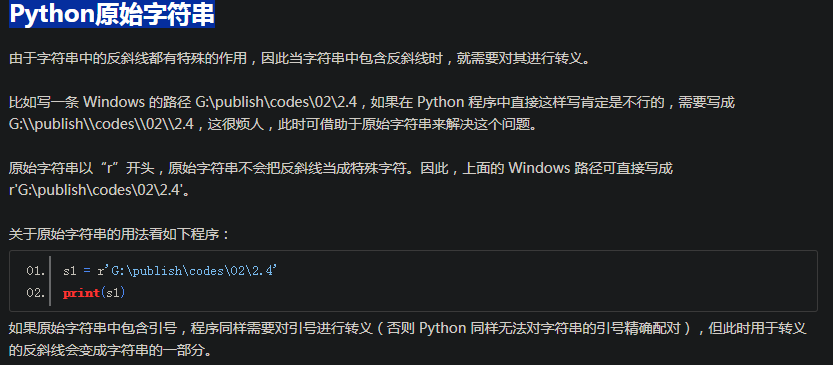 Python原始字符串
由于字符串中的反斜线都有特殊的作用，因此当字符串中包含反斜线时，就需要对其进行转义。
比如写一条 Windows 的路径 G:\publish\codes\02\2.4，如果在 Python 程序中直接这样写肯定是不行的，需要写成
G:\\publish\\codes\\02\\2.4，这很烦人，此时可借助于原始字符串来解决这个问题。
原始字符串以“r”开头，原始字符串不会把反斜线当成特殊字符。因此，上面的 Windows 路径可直接写成
r'G:\publish\codes\02\2.4'。
关于原始字符串的用法看如下程序：
01. s1 = r'G:\publish\codes\02\2.4'
02. print(s1)
如果原始字符串中包含引号，程序同样需要对引号进行转义（否则 Python 同样无法对字符串的引号精确配对），但此时用于转义
的反斜线会变成字符串的一部分。